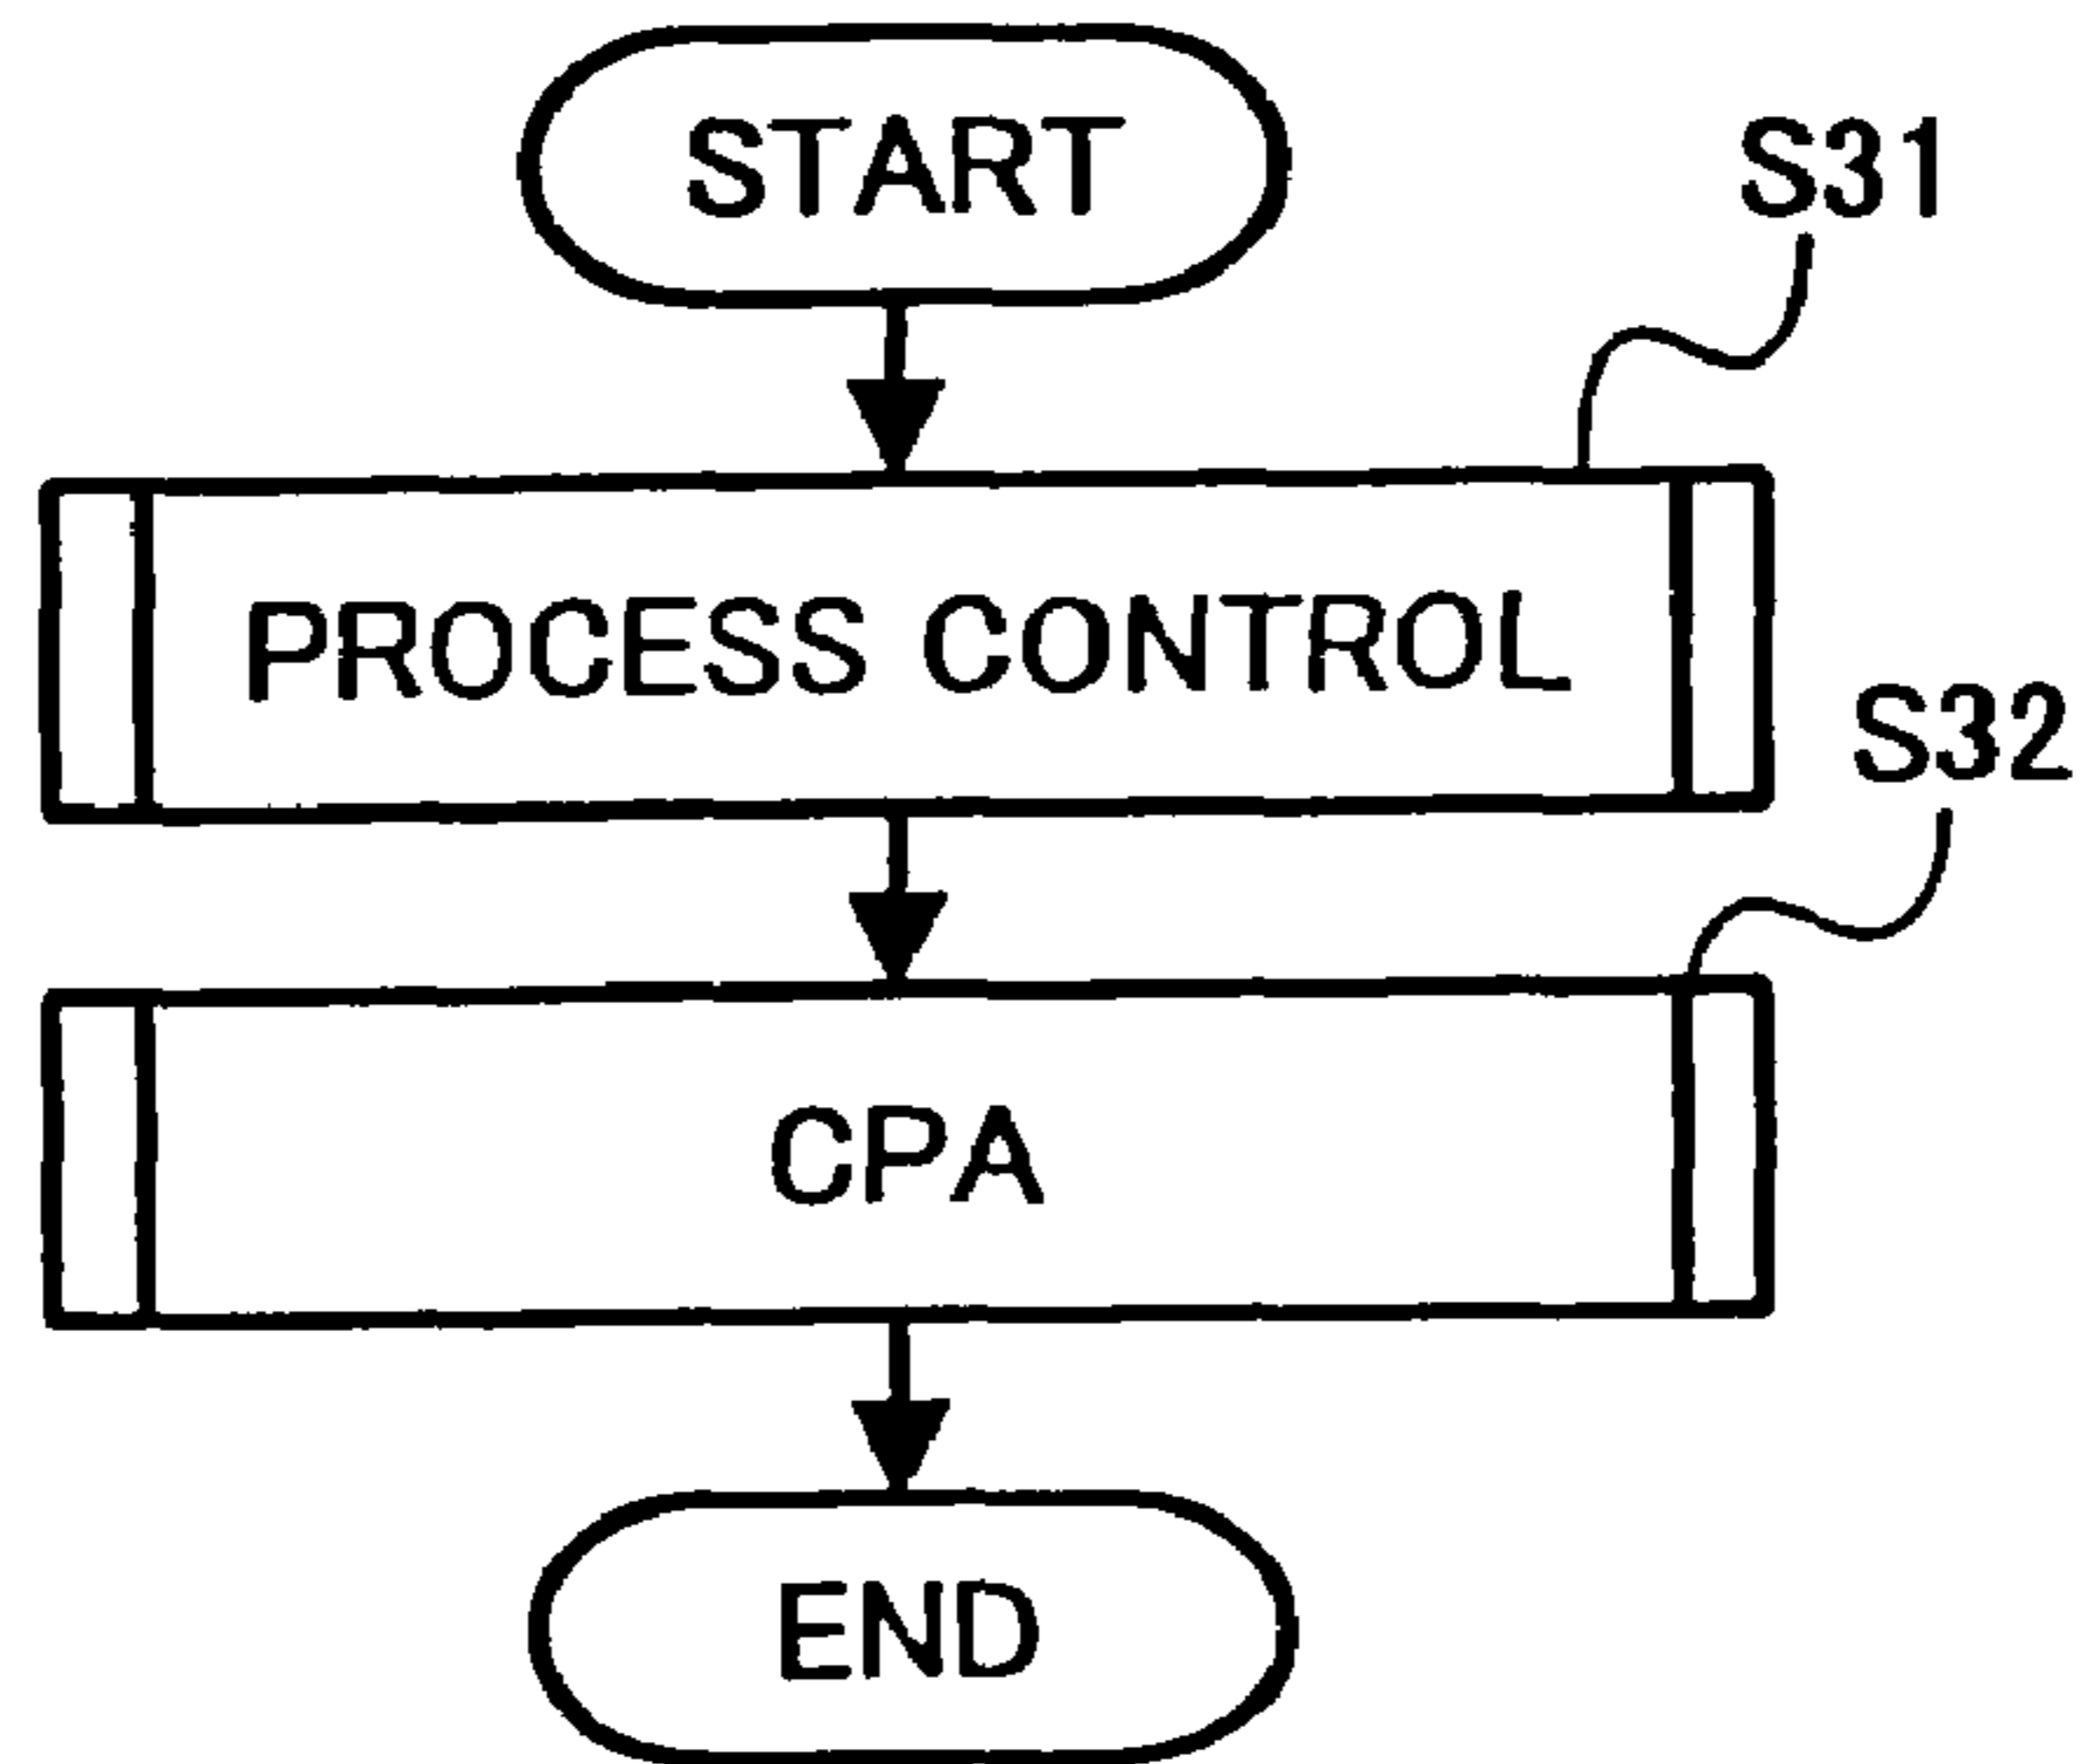 START
S31
PROCESS CONTROL
S32
CPA
END